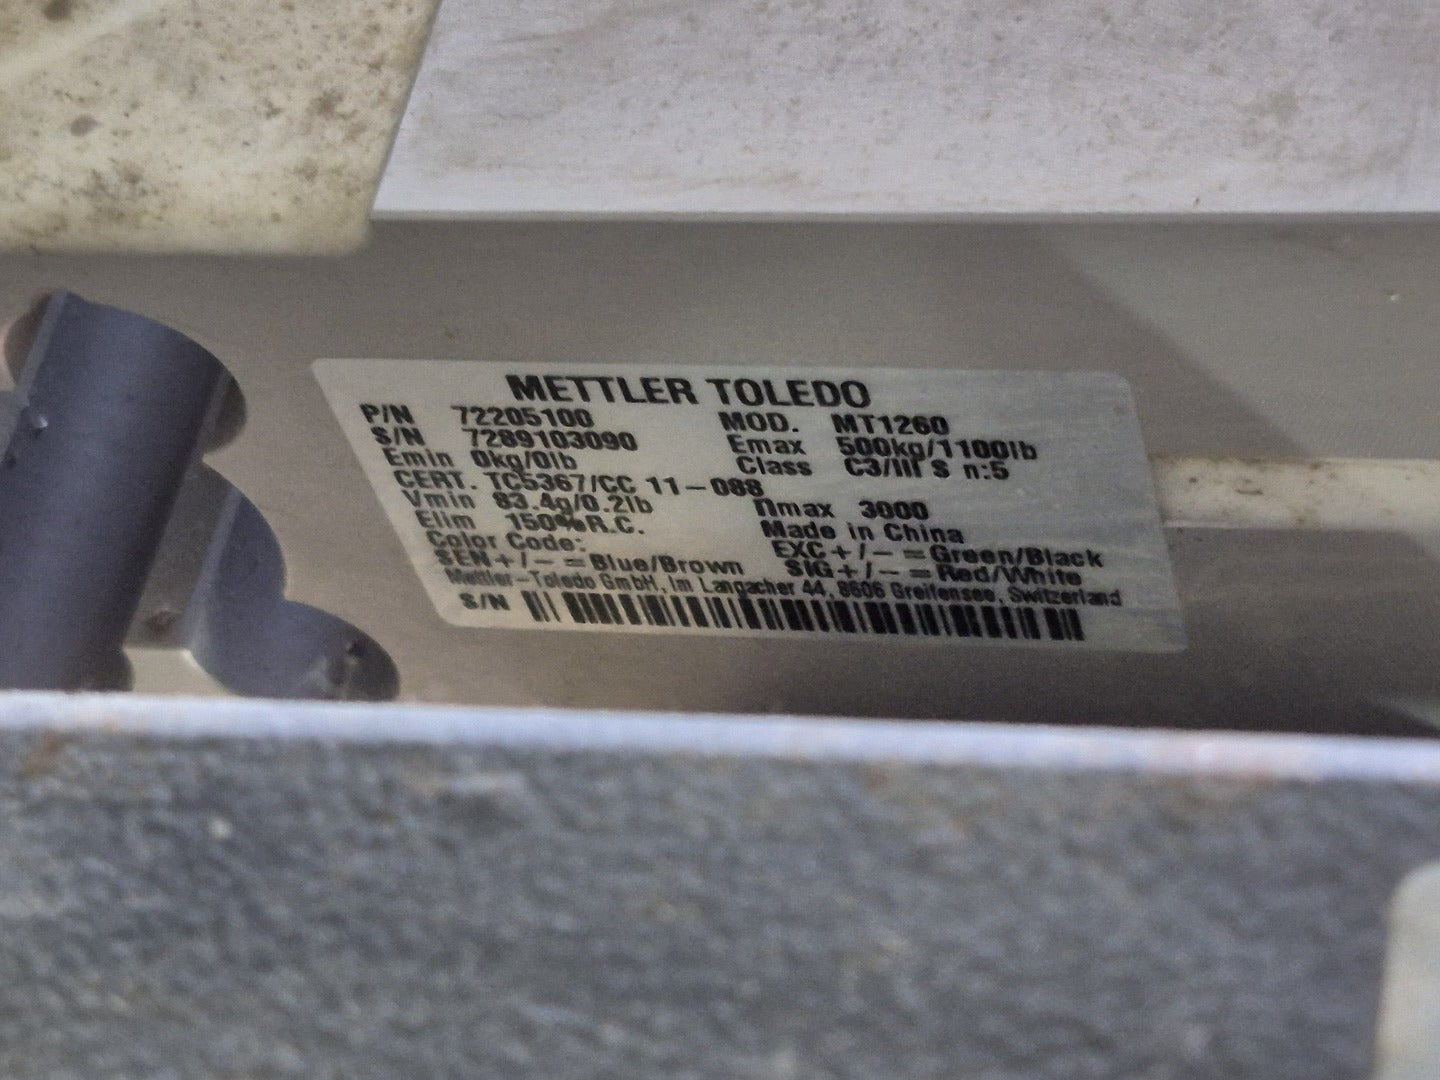 METTLER TOLEDO
P/N 72205100 MOD. MT1260
S/N 7289103090 Emax 500kg/1100lb
Emin 0kg/0lb Class C3/III S n:5
CERT. TC5367/CC 11-088
Vmin 83.4g/0.2lb nmax 3000
Elim 150%R.C. Made in China
Color Code: EXC+/- =Green/Black
SEN+/- =Blue/Brown SIG+/- =Red/White
Mettler-Toledo GmbH, Im Langacher 44, 8606 Greifensee, Switzerland
S/N